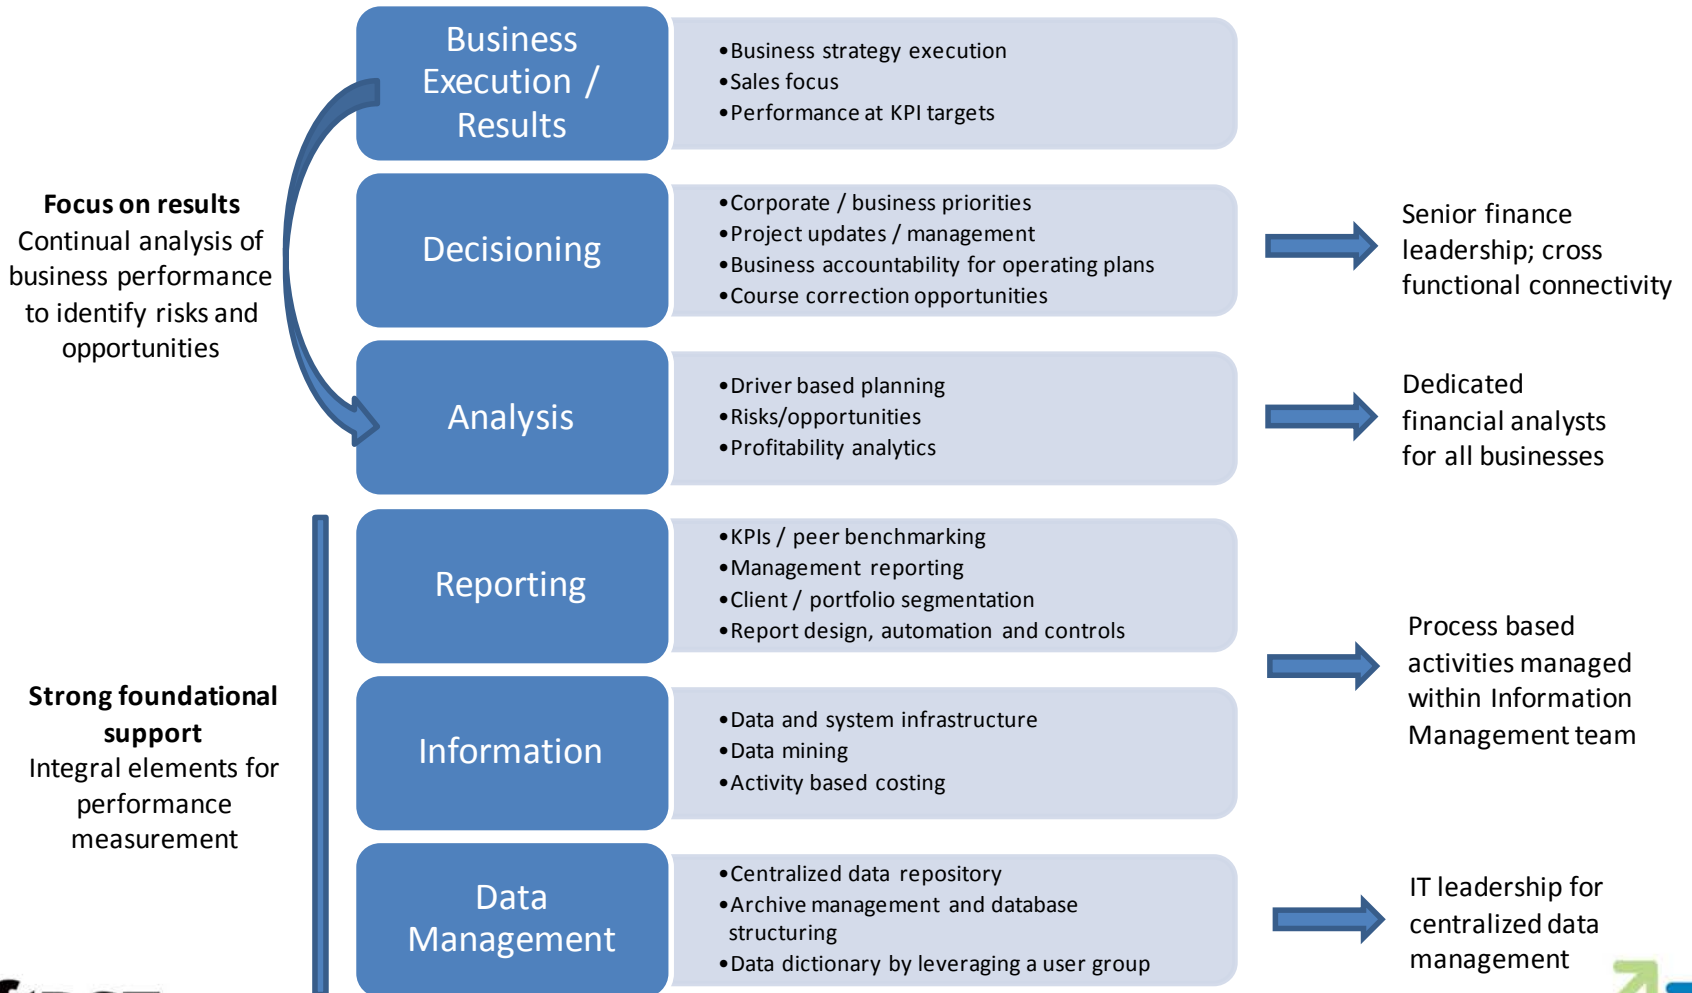 Business
Execution /
Results
•Business strategy execution
•Sales focus
•Performance at KPI targets
Focus on results
Continual analysis of
business performance
to identify risks and
opportunities
Decisioning
•Corporate / business priorities
•Project updates / management
•Business accountability for operating plans
•Course correction opportunities
Senior finance
leadership; cross
functional connectivity
Analysis
•Driver based planning
•Risks/opportunities
•Profitability analytics
Dedicated
financial analysts
for all businesses
Reporting
•KPIs / peer benchmarking
•Management reporting
•Client / portfolio segmentation
•Report design, automation and controls
Process based
activities managed
within Information
Management team
Strong foundational
support
Integral elements for
performance
measurement
Information
•Data and system infrastructure
•Data mining
•Activity based costing
Data
Management
•Centralized data repository
•Archive management and database
structuring
•Data dictionary by leveraging a user group
IT leadership for
centralized data
management